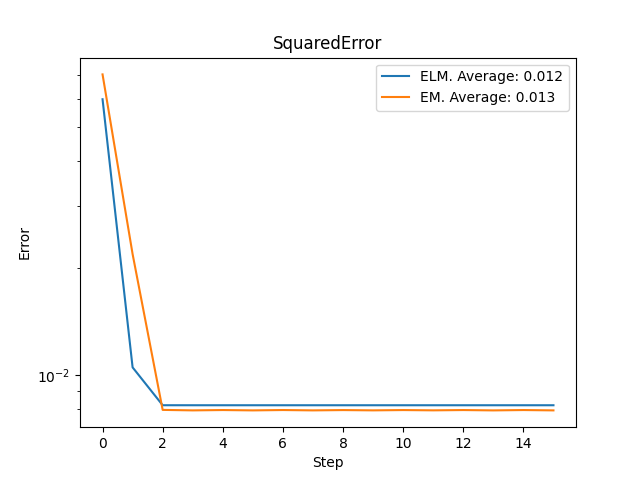 SquaredError
ELM. Average: 0.012
EM. Average: 0.013
Error
10⁻²
0 2 4 6 8 10 12 14
Step